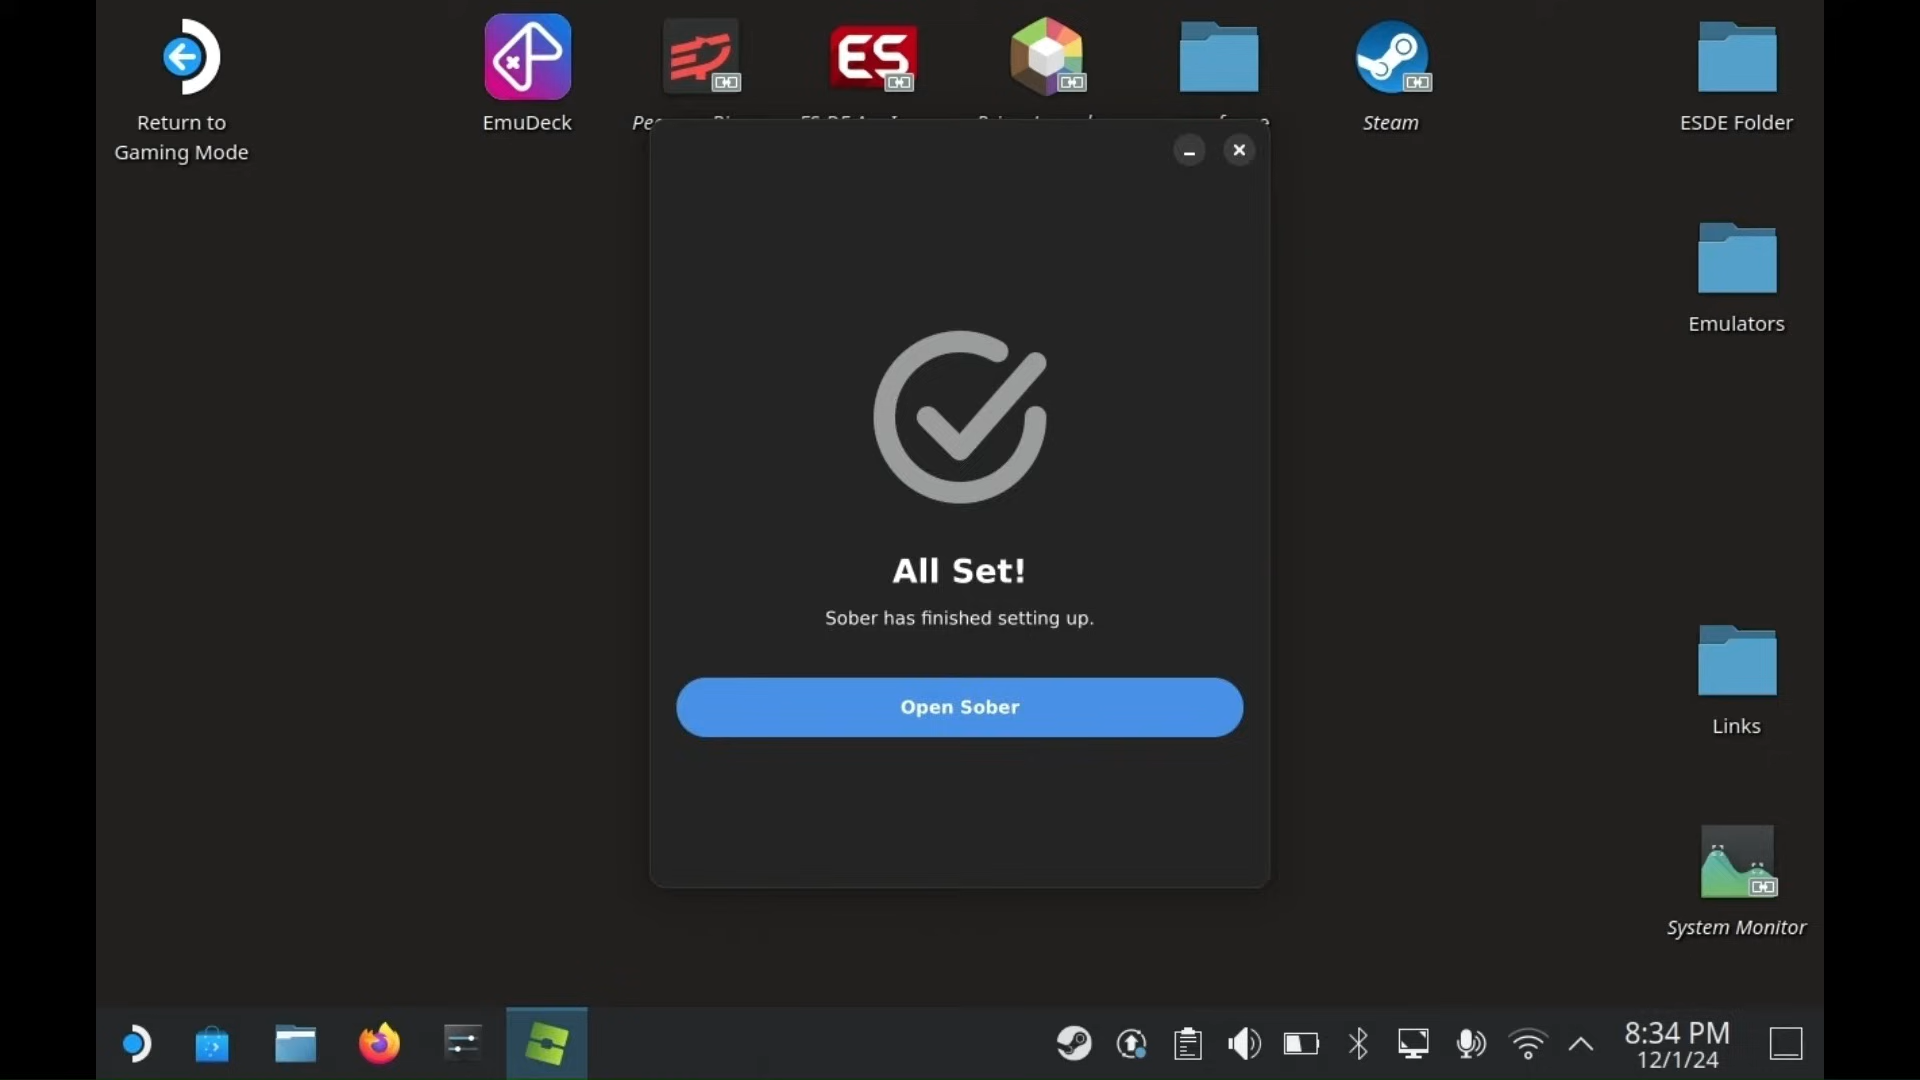 Return to
Gaming Mode
EmuDeck
ES
Steam
ESDE Folder
Emulators
All Set!
Sober has finished setting up.
Open Sober
Links
System Monitor
8:34 PM
12/1/24